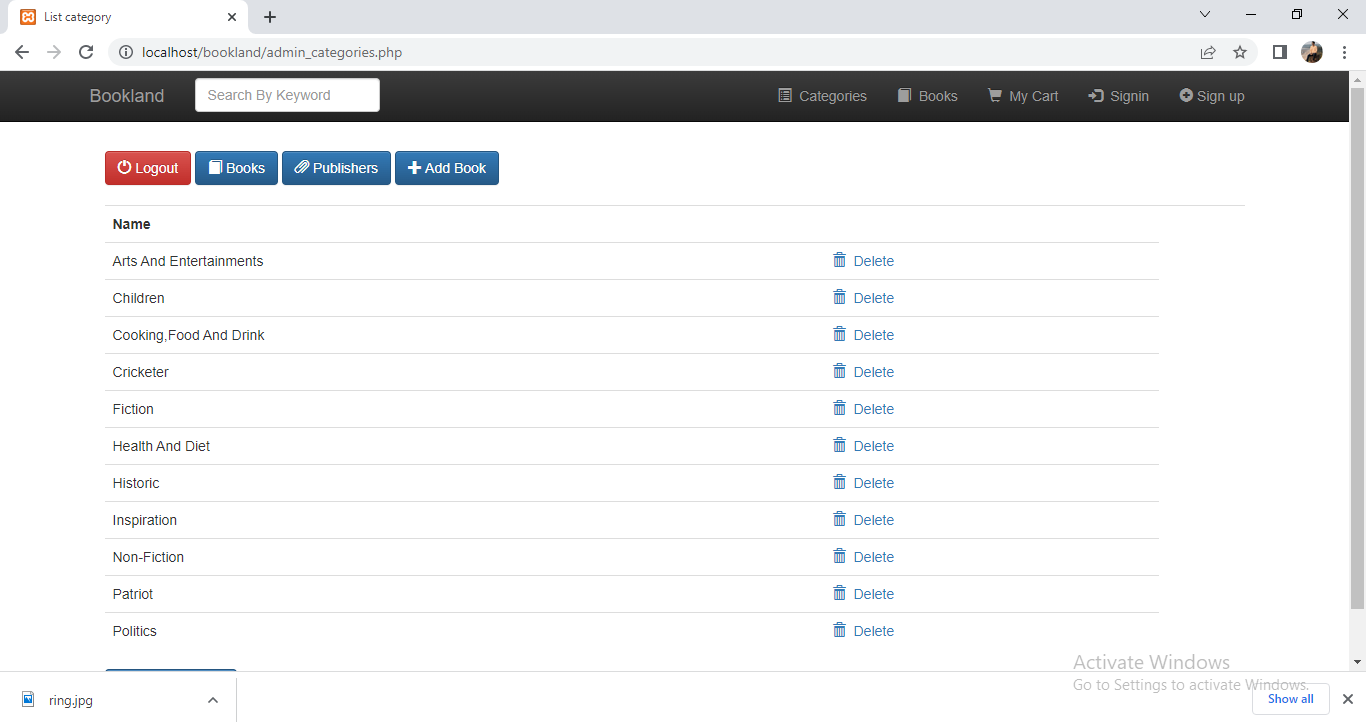 List category
localhost/bookland/admin_categories.php
Bookland Search By Keyword Categories Books My Cart Signin Sign up
Logout Books Publishers Add Book
Name
Arts And Entertainments Delete
Children Delete
Cooking,Food And Drink Delete
Cricketer Delete
Fiction Delete
Health And Diet Delete
Historic Delete
Inspiration Delete
Non-Fiction Delete
Patriot Delete
Politics Delete
Activate Windows
Go to Settings to activate Windows.
ring.jpg Show all